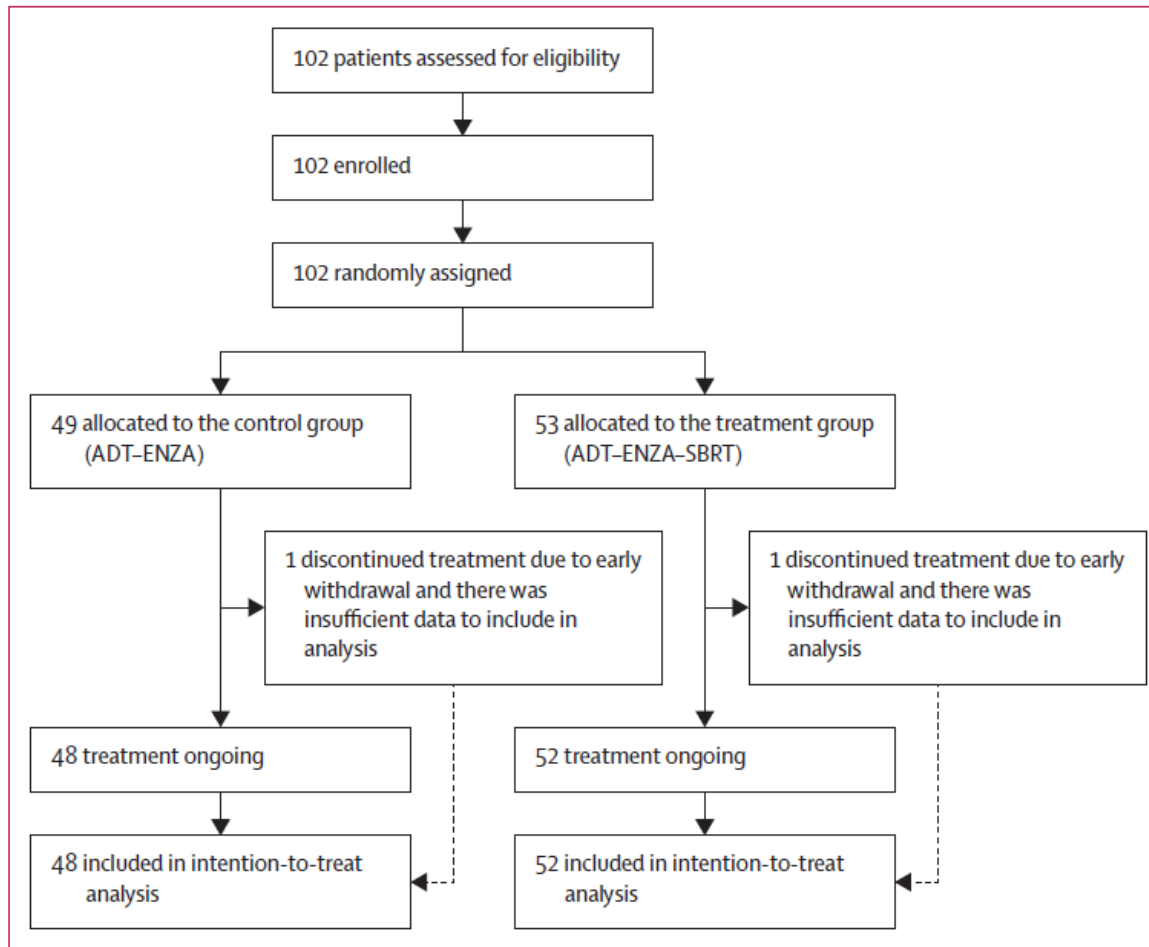 102 patients assessed for eligibility
102 enrolled
102 randomly assigned
49 allocated to the control group
(ADT–ENZA)
53 allocated to the treatment group
(ADT–ENZA–SBRT)
1 discontinued treatment due to early
withdrawal and there was
insufficient data to include in
analysis
1 discontinued treatment due to early
withdrawal and there was
insufficient data to include in
analysis
48 treatment ongoing
52 treatment ongoing
48 included in intention-to-treat
analysis
52 included in intention-to-treat
analysis